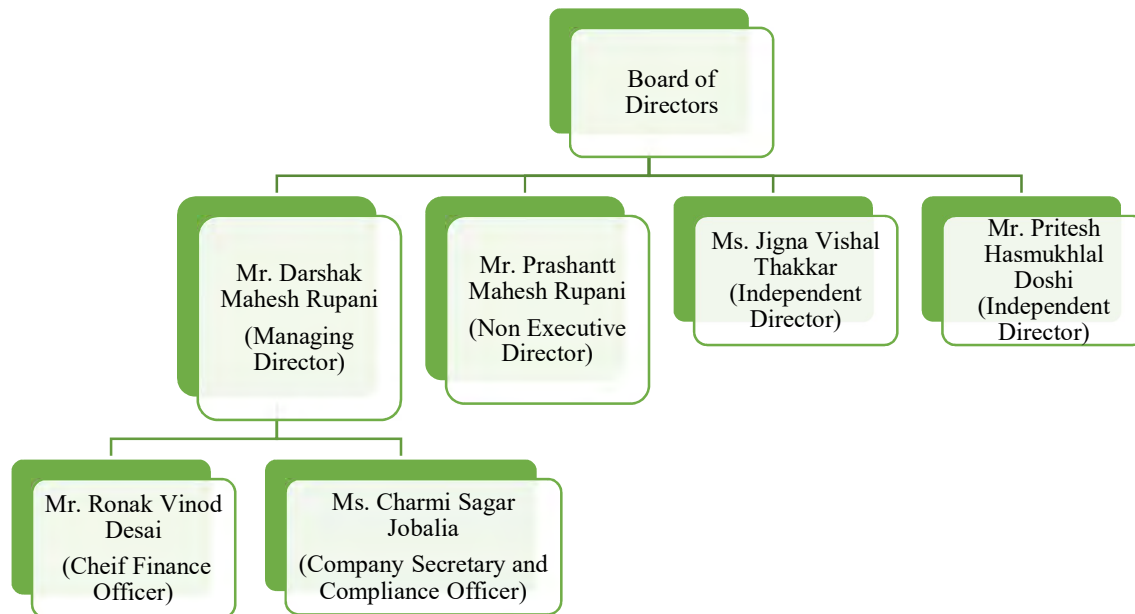 Board of
Directors
Mr. Darshak
Mahesh Rupani
(Managing
Director)
Mr. Prashantt
Mahesh Rupani
(Non Executive
Director)
Ms. Jigna Vishal
Thakkar
(Independent
Director)
Mr. Pritesh
Hasmukhlal
Doshi
(Independent
Director)
Mr. Ronak Vinod
Desai
(Cheif Finance
Officer)
Ms. Charmi Sagar
Jobalia
(Company Secretary and
Compliance Officer)